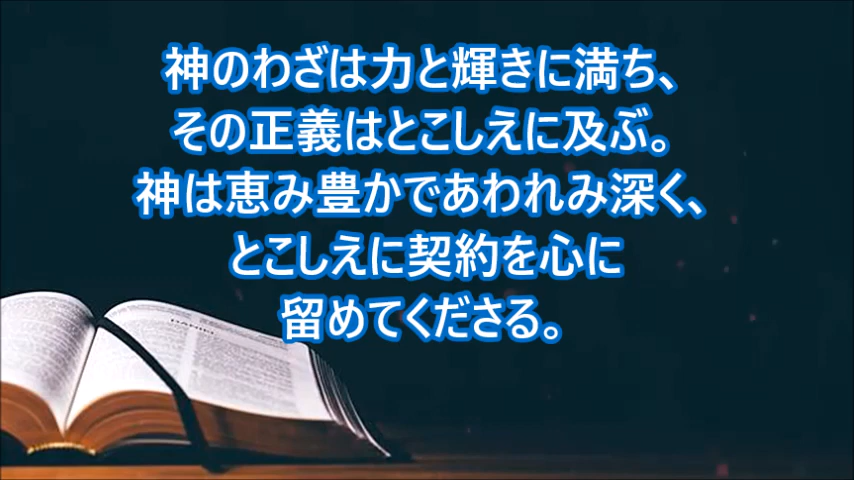 神のわざは力と輝きに満ち、
その正義はとこしえに及ぶ。
神は恵み豊かであわれみ深く、
とこしえに契約を心に
留めてくださる。
DANIEL